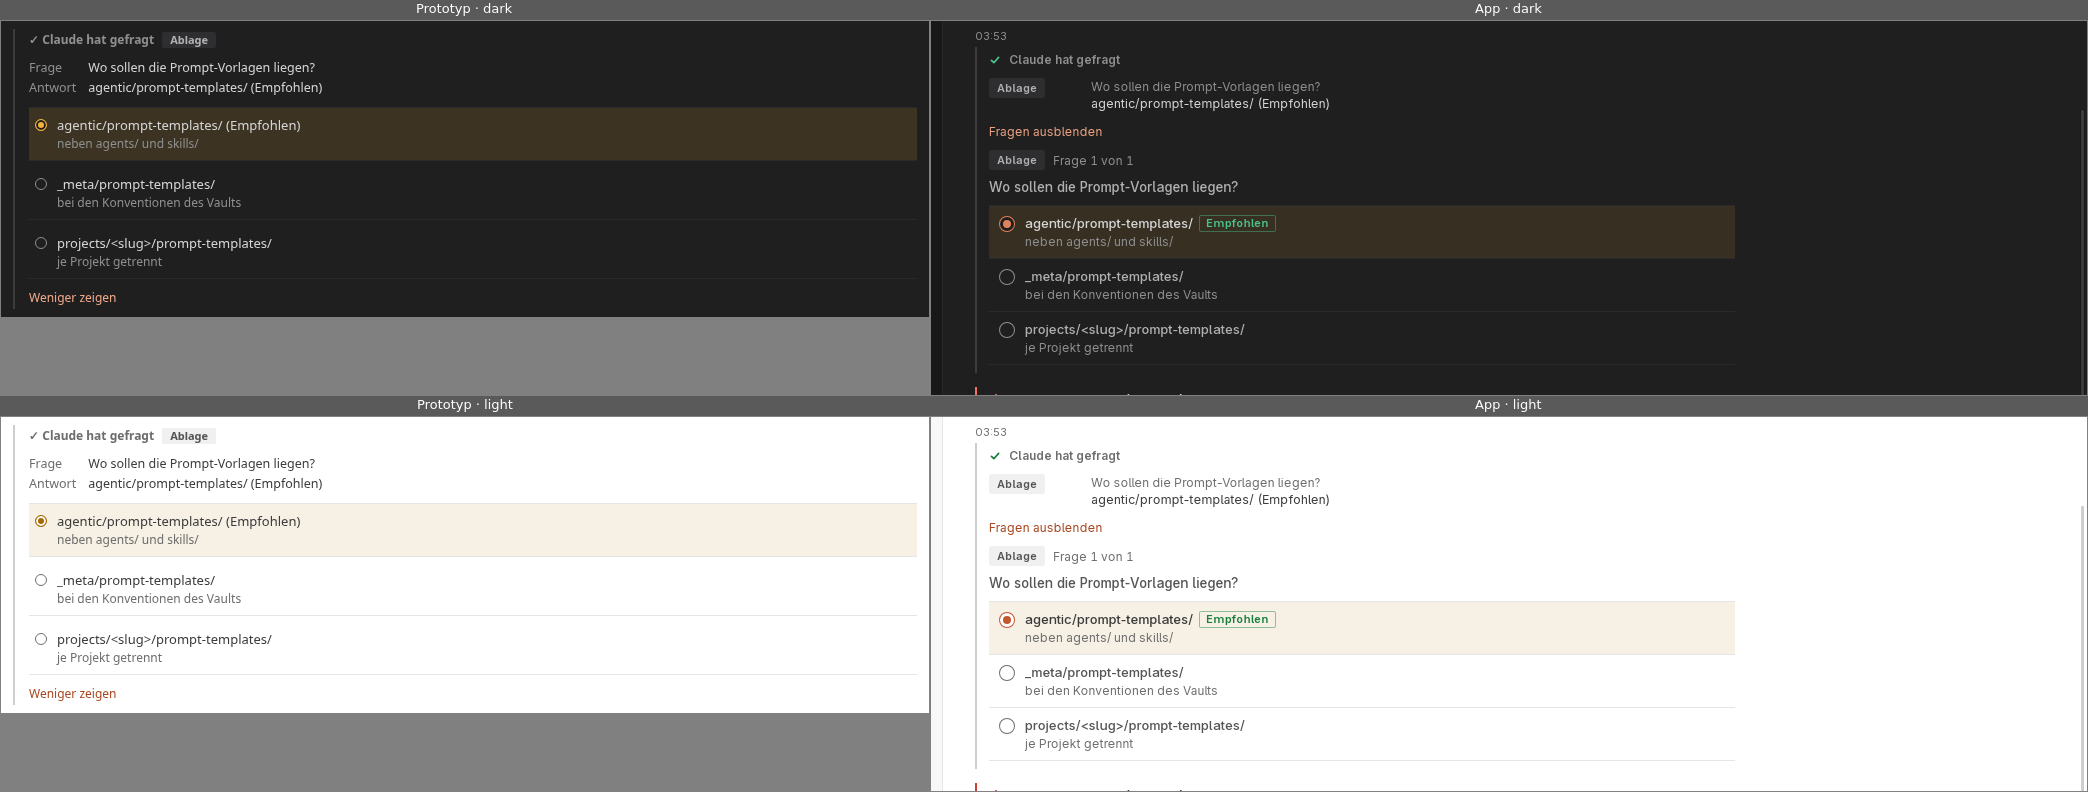 Prototyp · dark
✓ Claude hat gefragt Ablage
Frage Wo sollen die Prompt-Vorlagen liegen?
Antwort agentic/prompt-templates/ (Empfohlen)
agentic/prompt-templates/ (Empfohlen)
neben agents/ und skills/
_meta/prompt-templates/
bei den Konventionen des Vaults
projects/<slug>/prompt-templates/
je Projekt getrennt
Weniger zeigen
App · dark
03:53
✓ Claude hat gefragt
Ablage Wo sollen die Prompt-Vorlagen liegen?
agentic/prompt-templates/ (Empfohlen)
Fragen ausblenden
Ablage Frage 1 von 1
Wo sollen die Prompt-Vorlagen liegen?
agentic/prompt-templates/ Empfohlen
neben agents/ und skills/
_meta/prompt-templates/
bei den Konventionen des Vaults
projects/<slug>/prompt-templates/
je Projekt getrennt
Prototyp · light
✓ Claude hat gefragt Ablage
Frage Wo sollen die Prompt-Vorlagen liegen?
Antwort agentic/prompt-templates/ (Empfohlen)
agentic/prompt-templates/ (Empfohlen)
neben agents/ und skills/
_meta/prompt-templates/
bei den Konventionen des Vaults
projects/<slug>/prompt-templates/
je Projekt getrennt
Weniger zeigen
App · light
03:53
✓ Claude hat gefragt
Ablage Wo sollen die Prompt-Vorlagen liegen?
agentic/prompt-templates/ (Empfohlen)
Fragen ausblenden
Ablage Frage 1 von 1
Wo sollen die Prompt-Vorlagen liegen?
agentic/prompt-templates/ Empfohlen
neben agents/ und skills/
_meta/prompt-templates/
bei den Konventionen des Vaults
projects/<slug>/prompt-templates/
je Projekt getrennt